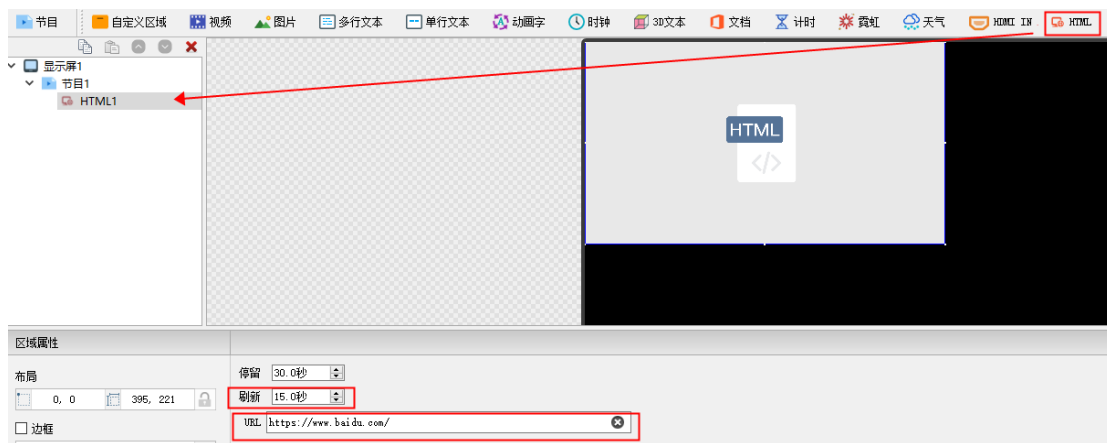 节目 自定义区域 视频 图片 多行文本 单行文本 动画字 时钟 3D文本 文档 计时 霓虹 天气 HDMI IN HTML
显示屏1
节目1
HTML1
HTML
</>
区域属性
布局
0, 0 395, 221
边框
停留 30.0秒
刷新 15.0秒
URL https://www.baidu.com/